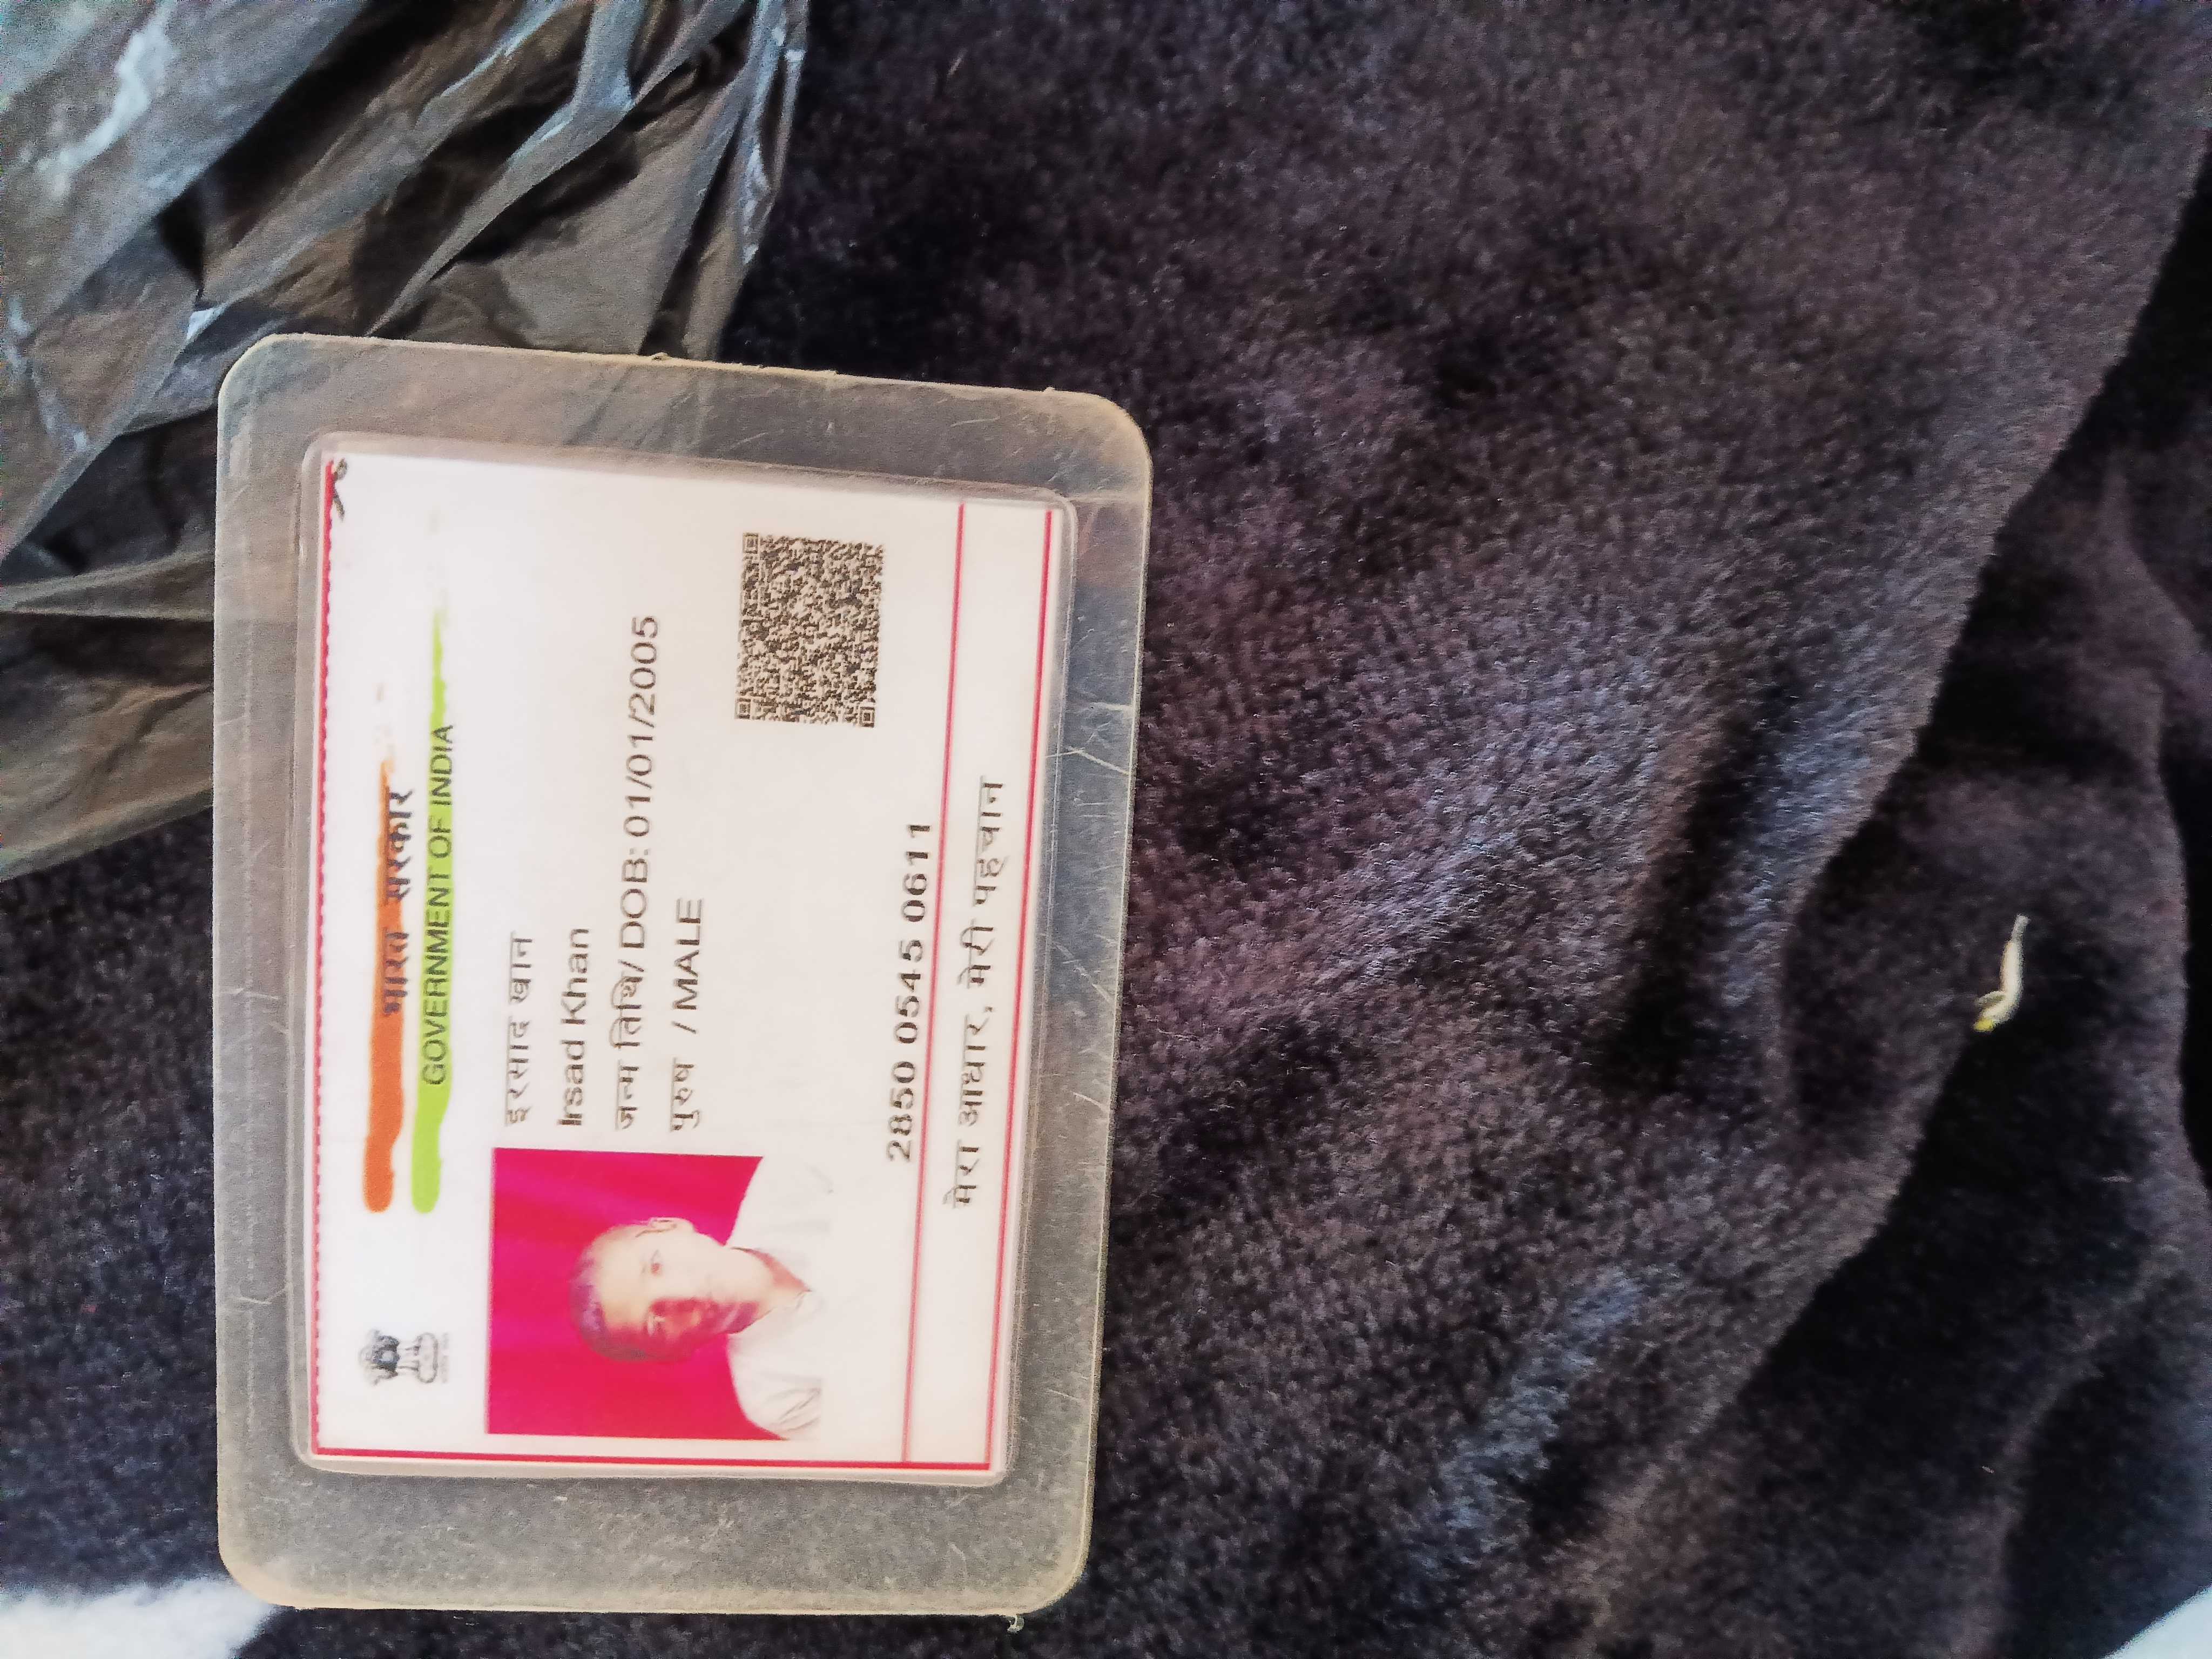 भारत सरकार
GOVERNMENT OF INDIA
इरसाद खान
Irsad Khan
जन्म तिथि/ DOB: 01/01/2005
पुरुष / MALE
2850 0545 0611
मेरा आधार, मेरी पहचान